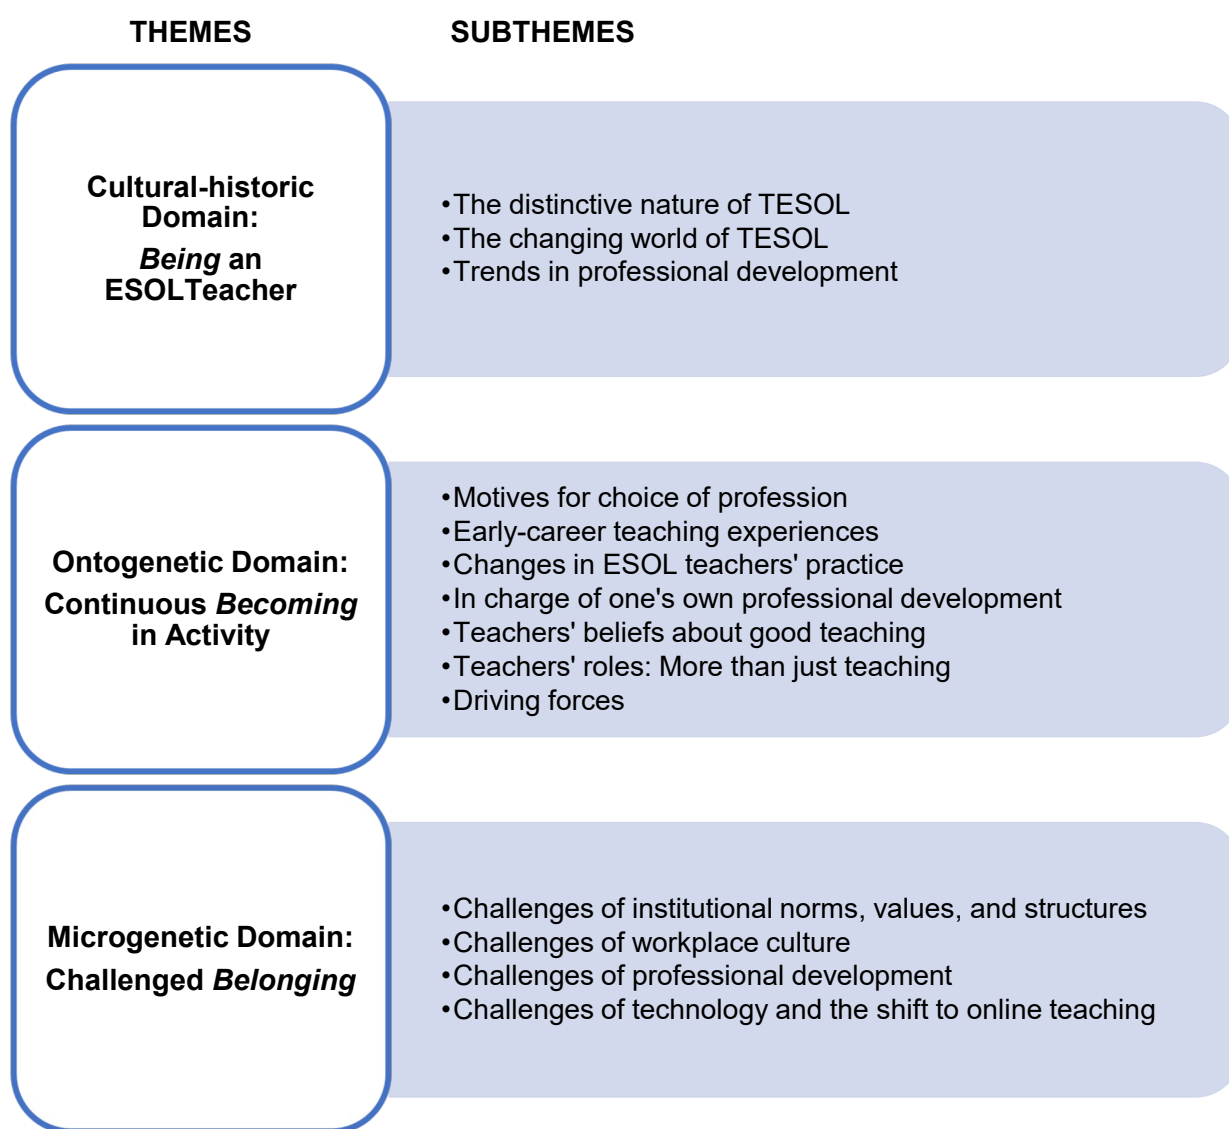 THEMES SUBTHEMES
Cultural-historic
Domain:
Being an
ESOLTeacher
•The distinctive nature of TESOL
•The changing world of TESOL
•Trends in professional development
Ontogenetic Domain:
Continuous Becoming
in Activity
•Motives for choice of profession
•Early-career teaching experiences
•Changes in ESOL teachers' practice
•In charge of one's own professional development
•Teachers' beliefs about good teaching
•Teachers' roles: More than just teaching
•Driving forces
Microgenetic Domain:
Challenged Belonging
•Challenges of institutional norms, values, and structures
•Challenges of workplace culture
•Challenges of professional development
•Challenges of technology and the shift to online teaching